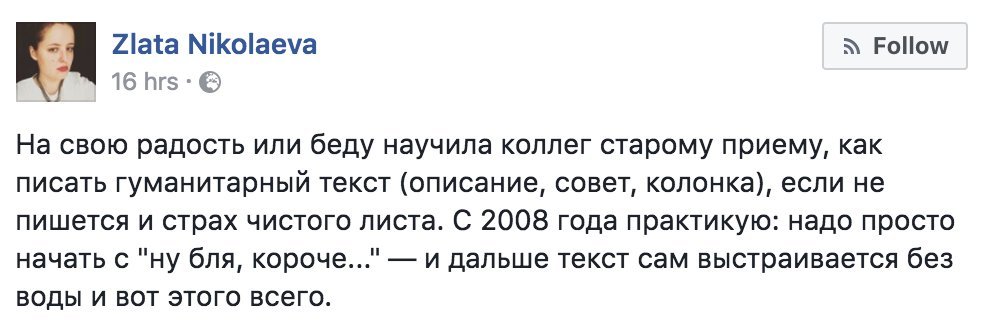 Zlata Nikolaeva
Follow
16 hrs ·
На свою радость или беду научила коллег старому приему, как
писать гуманитарный текст (описание, совет, колонка), если не
пишется и страх чистого листа. С 2008 года практикую: надо просто
начать с "ну бля, короче..." — и дальше текст сам выстраивается без
воды и вот этого всего.